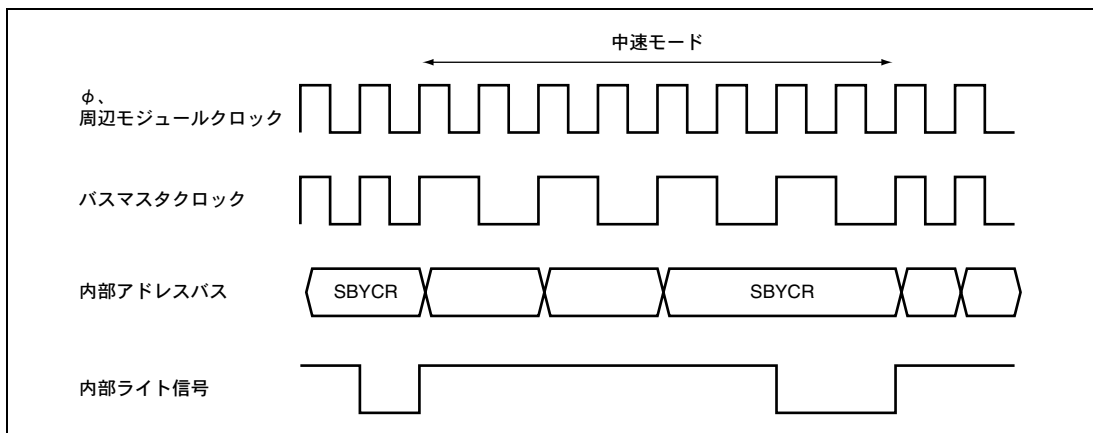 中速モード
φ、
周辺モジュールクロック
バスマスタクロック
内部アドレスバス
SBYCR
SBYCR
内部ライト信号